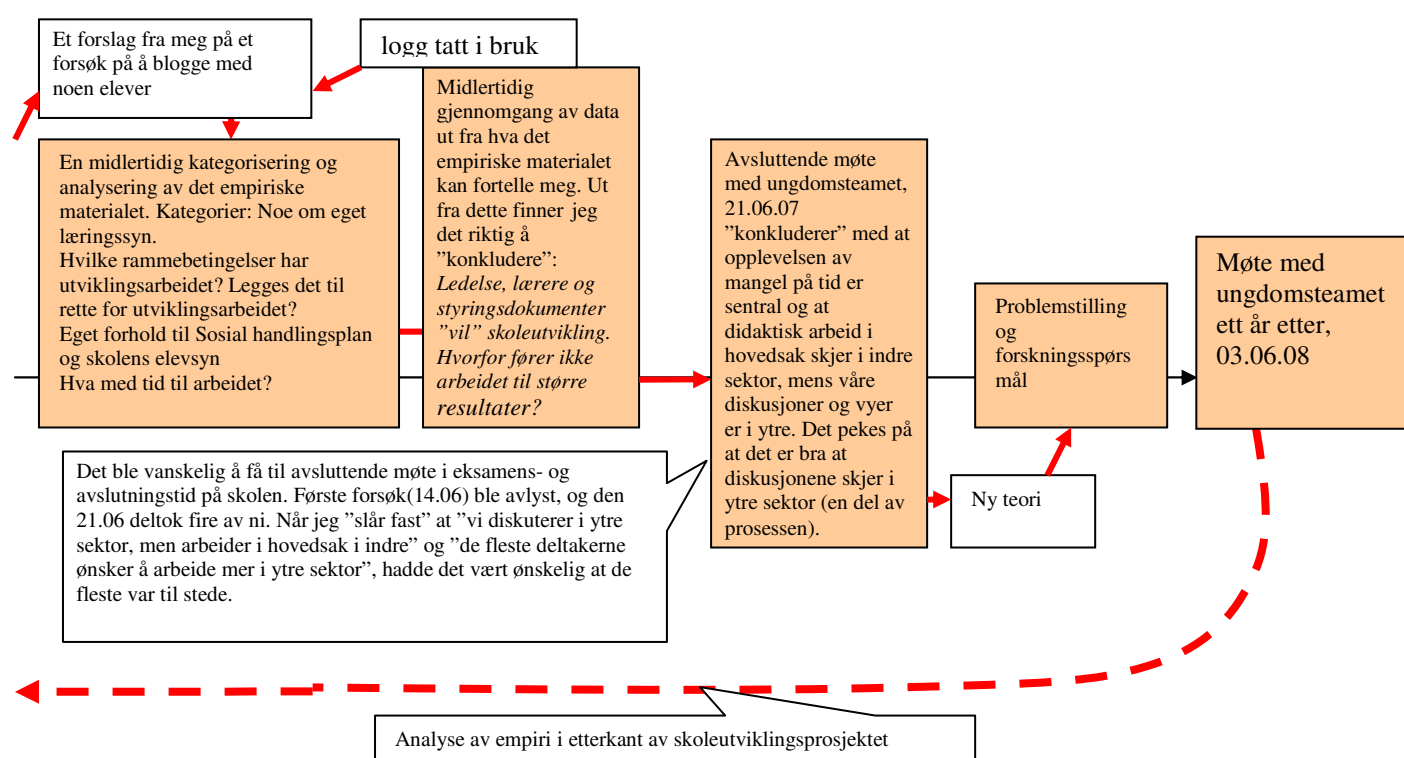 Et forslag fra meg på et
forsøk på å blogge med
noen elever
logg tatt i bruk
En midlertidig kategorisering og
analysering av det empiriske
materialet. Kategorier: Noe om eget
læringssyn.
Hvilke rammebetingelser har
utviklingsarbeidet? Legges det til
rette for utviklingsarbeidet?
Eget forhold til Sosial handlingsplan
og skolens elevsyn
Hva med tid til arbeidet?
Midlertidig
gjennomgang av data
ut fra hva det
empiriske materialet
kan fortelle meg. Ut
fra dette finner jeg
det riktig å
”konkludere”:
Ledelse, lærere og
styringsdokumenter
”vil” skoleutvikling.
Hvorfor fører ikke
arbeidet til større
resultater?
Avsluttende møte
med ungdomsteamet,
21.06.07
”konkluderer” med at
opplevelsen av
mangel på tid er
sentral og at
didaktisk arbeid i
hovedsak skjer i indre
sektor, mens våre
diskusjoner og vyer
er i ytre. Det pekes på
at det er bra at
diskusjonene skjer i
ytre sektor (en del av
prosessen).
Problemstilling
og
forskningsspørs
mål
Møte med
ungdomsteamet
ett år etter,
03.06.08
Det ble vanskelig å få til avsluttende møte i eksamens- og
avslutningstid på skolen. Første forsøk(14.06) ble avlyst, og den
21.06 deltok fire av ni. Når jeg ”slår fast” at ”vi diskuterer i ytre
sektor, men arbeider i hovedsak i indre” og ”de fleste deltakerne
ønsker å arbeide mer i ytre sektor”, hadde det vært ønskelig at de
fleste var til stede.
Ny teori
Analyse av empiri i etterkant av skoleutviklingsprosjektet